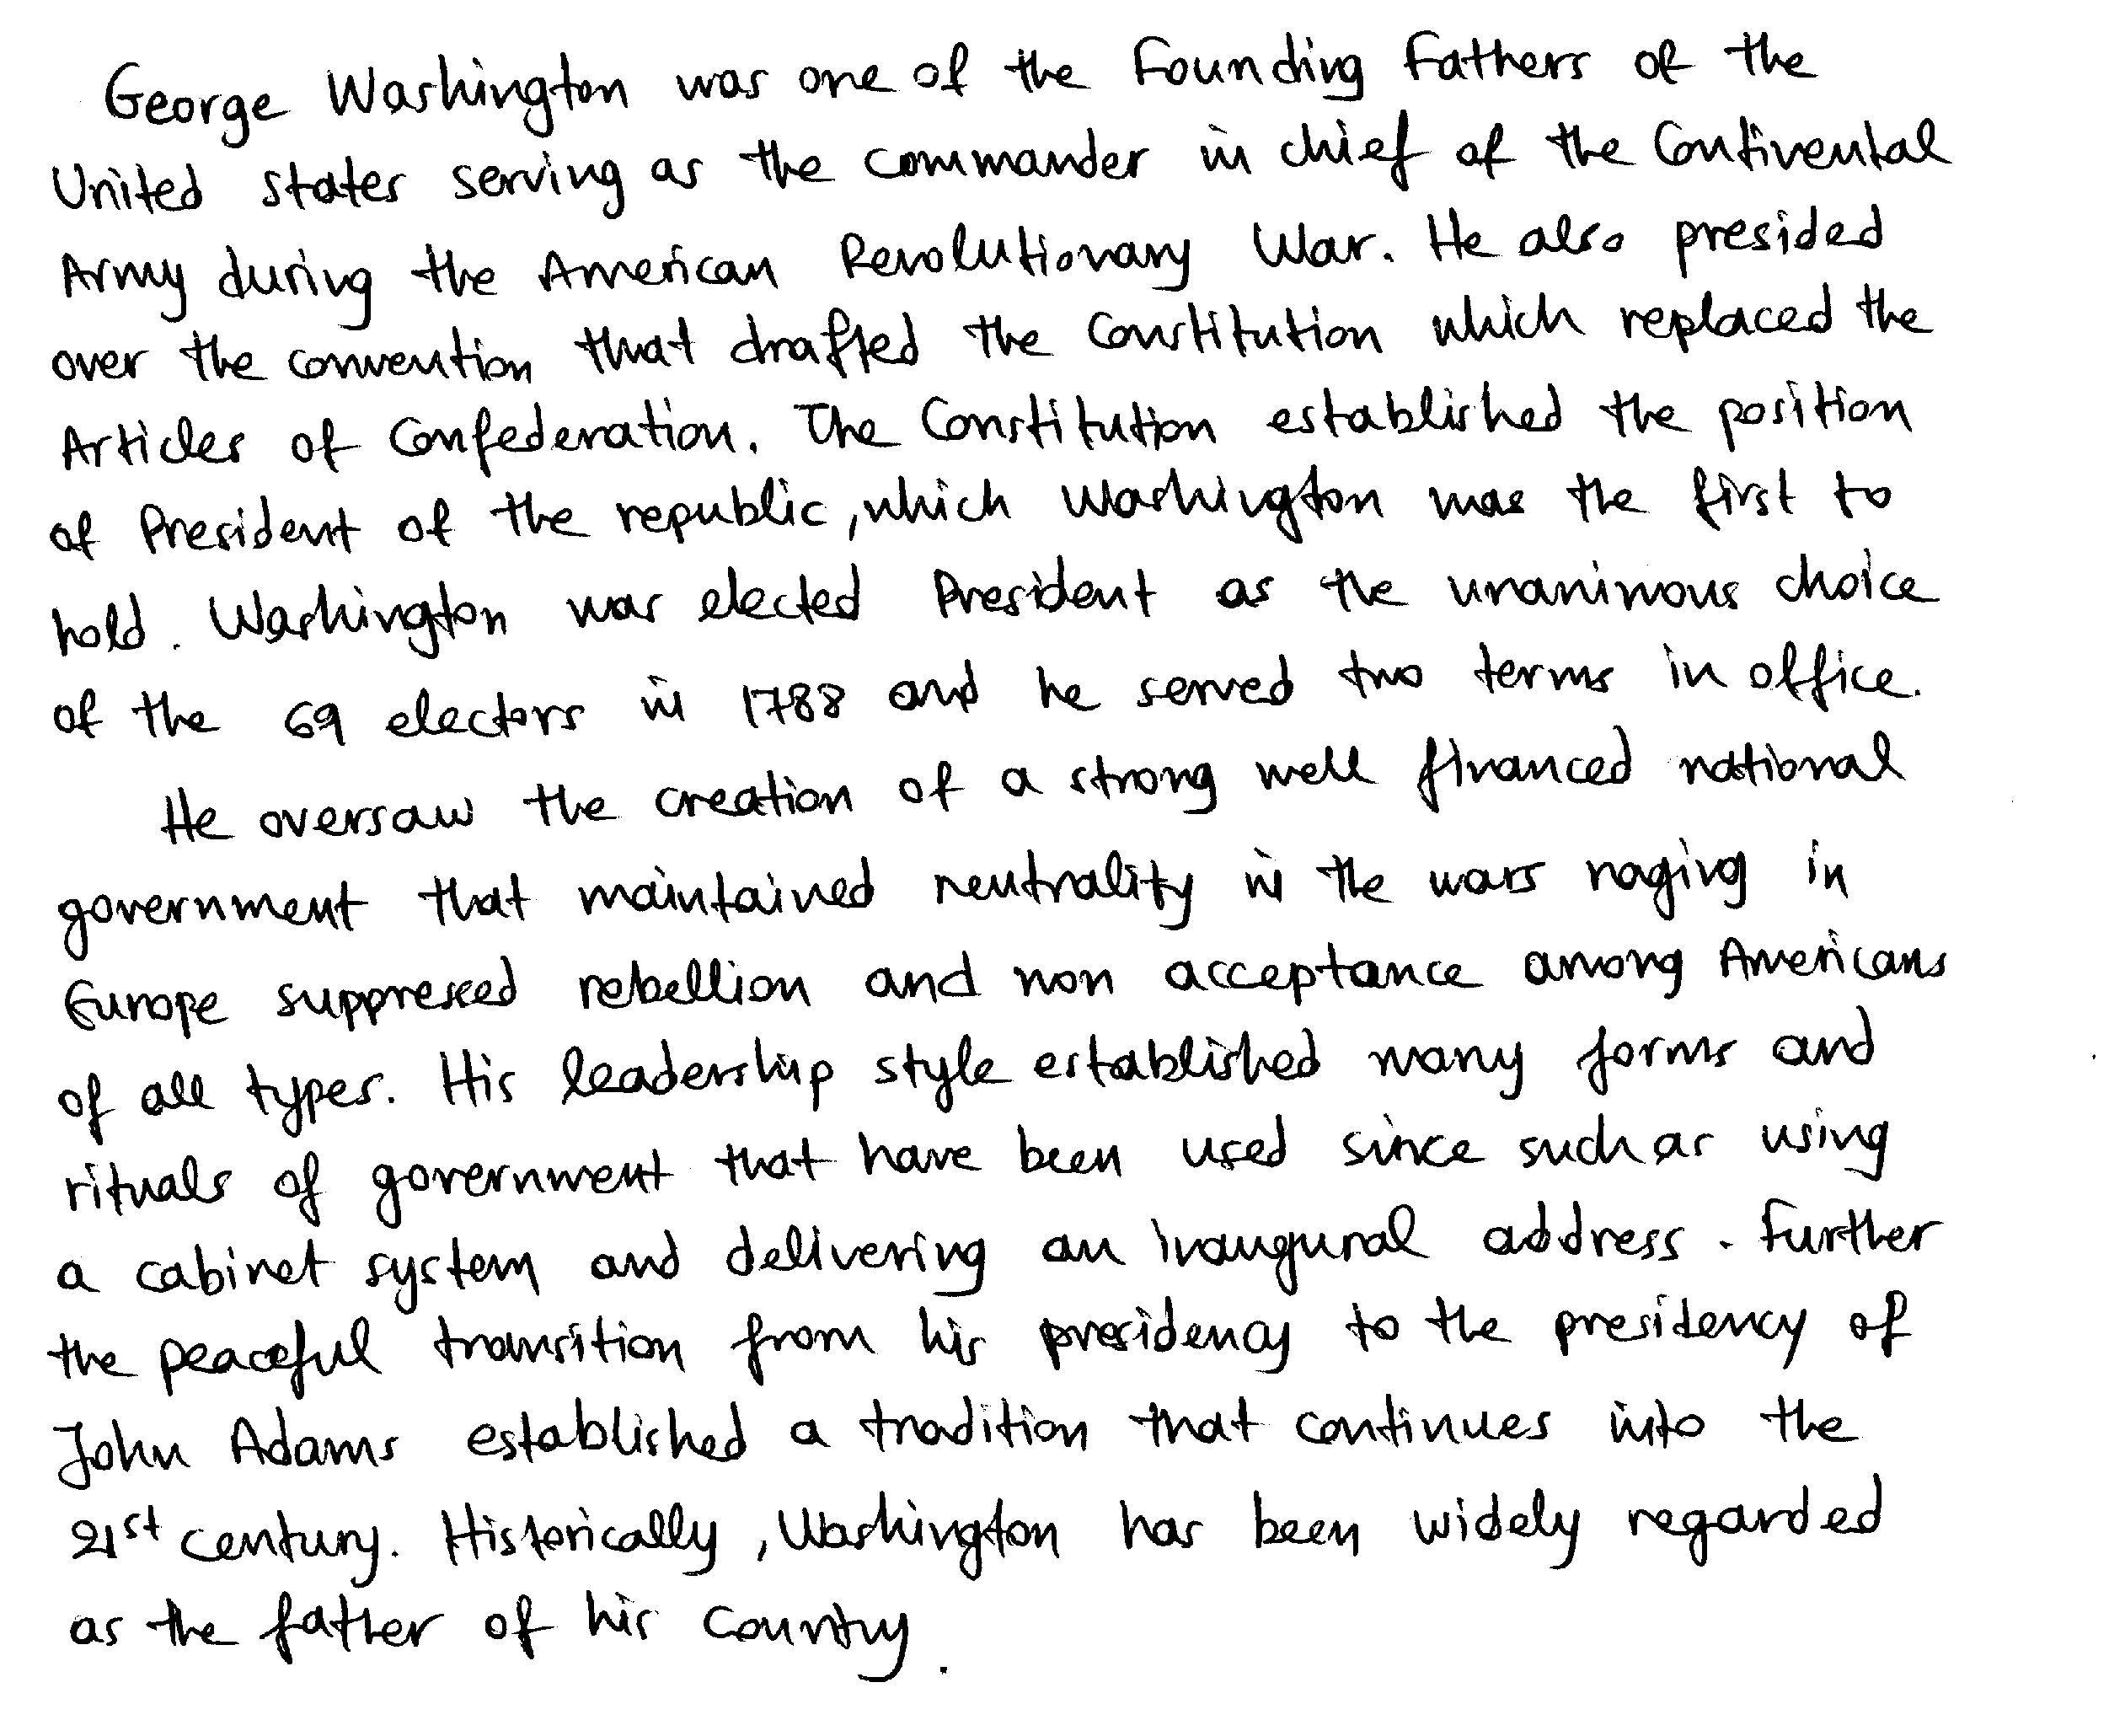 George Washington was one of the Founding Fathers of the
United States serving as the commander in chief of the Continental
Army during the American Revolutionary War. He also presided
over the convention that drafted the Constitution which replaced the
Articles of Confederation. The Constitution established the position
of President of the republic, which Washington was the first to
hold. Washington was elected President as the unanimous choice
of the 69 electors in 1788 and he served two terms in office.
He oversaw the creation of a strong well financed national
government that maintained neutrality in the wars raging in
Europe suppressed rebellion and non acceptance among Americans
of all types. His leadership style established many forms and
rituals of government that have been used since such as using
a cabinet system and delivering an inaugural address. Further
the peaceful transition from his presidency to the presidency of
John Adams established a tradition that continues into the
21st century. Historically, Washington has been widely regarded
as the father of his country.